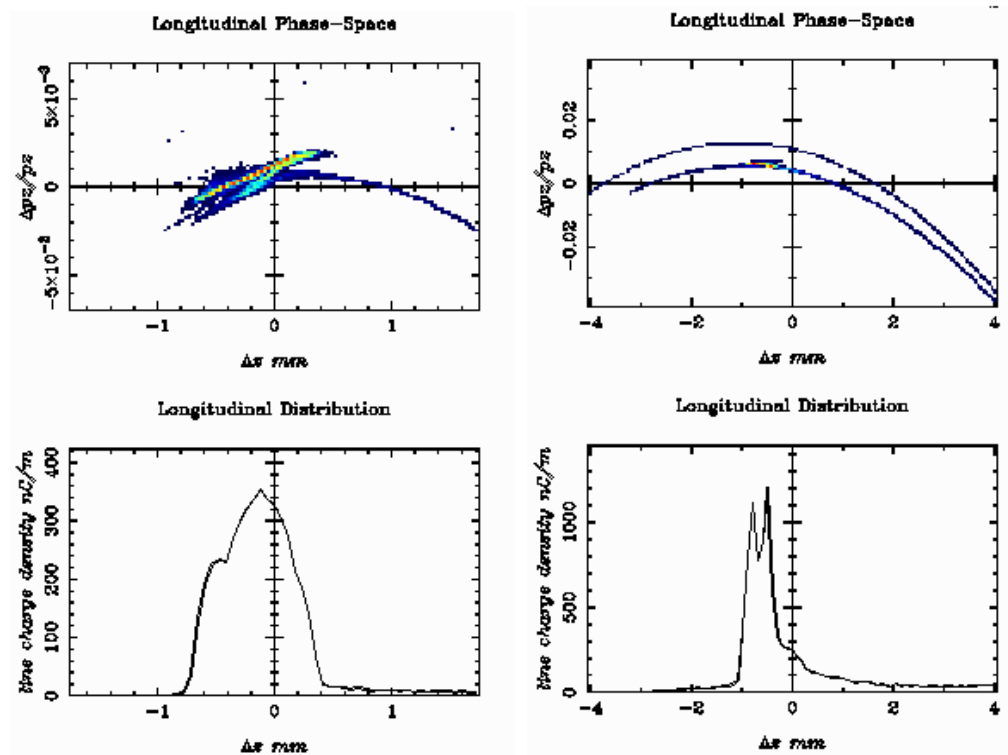 Longitudinal Phase-Space
Δpz/pz
5×10⁻³
0
−5×10⁻³
−1 0 1
Δz mm
Longitudinal Phase-Space
Δpz/pz
0.02
0
−0.02
−4 −2 0 2 4
Δz mm
Longitudinal Distribution
line charge density nC/m
400
300
200
100
0
−1 0 1
Δz mm
Longitudinal Distribution
line charge density nC/m
1000
500
0
−4 −2 0 2 4
Δz mm